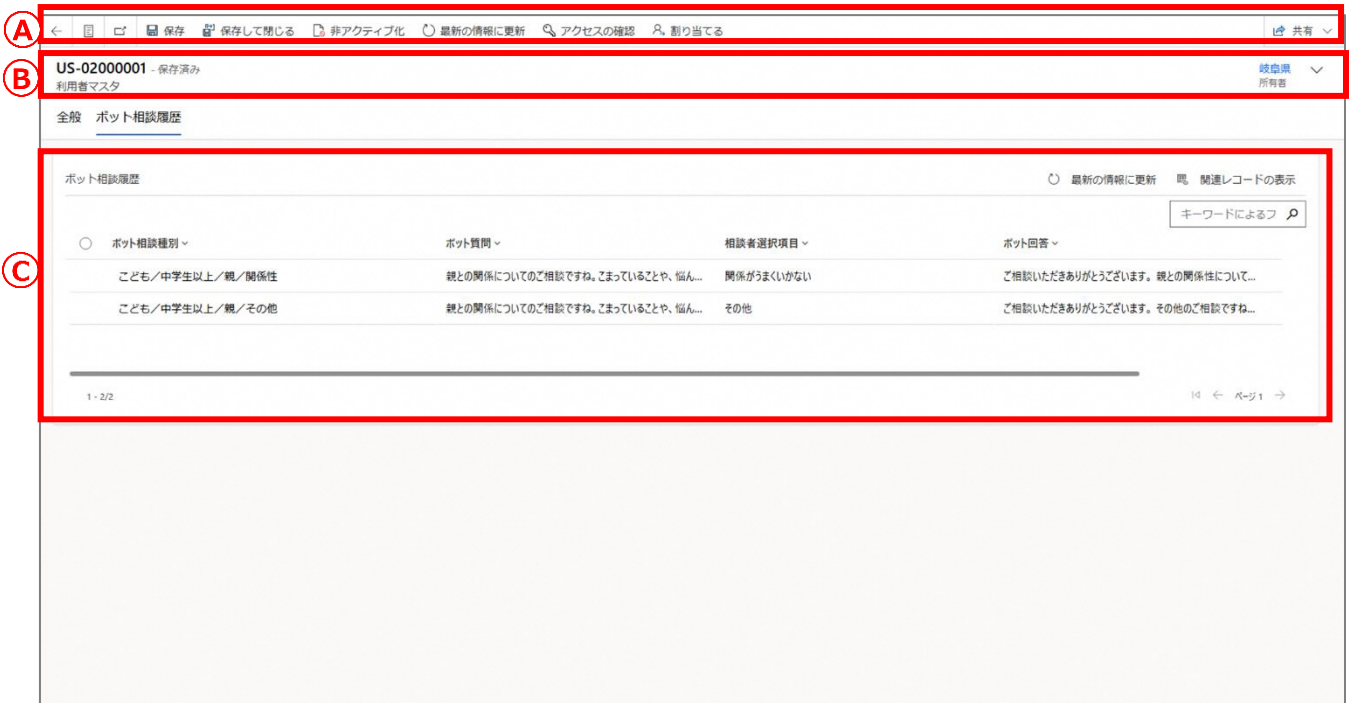 A
保存 保存して閉じる 非アクティブ化 最新の情報に更新 アクセスの確認 割り当てる 共有
B
US-02000001 - 保存済み 岐阜県
利用者マスタ 所有者
全般 ボット相談履歴
C
ボット相談履歴 最新の情報に更新 関連レコードの表示
キーワードによるフ
ボット相談種別 ボット質問 相談者選択項目 ボット回答
こども／中学生以上／親／関係性 親との関係についてのご相談ですね。こまっていることや、悩ん... 関係がうまくいかない ご相談いただきありがとうございます。親との関係性について...
こども／中学生以上／親／その他 親との関係についてのご相談ですね。こまっていることや、悩ん... その他 ご相談いただきありがとうございます。その他のご相談ですね...
1 - 2/2 ページ 1